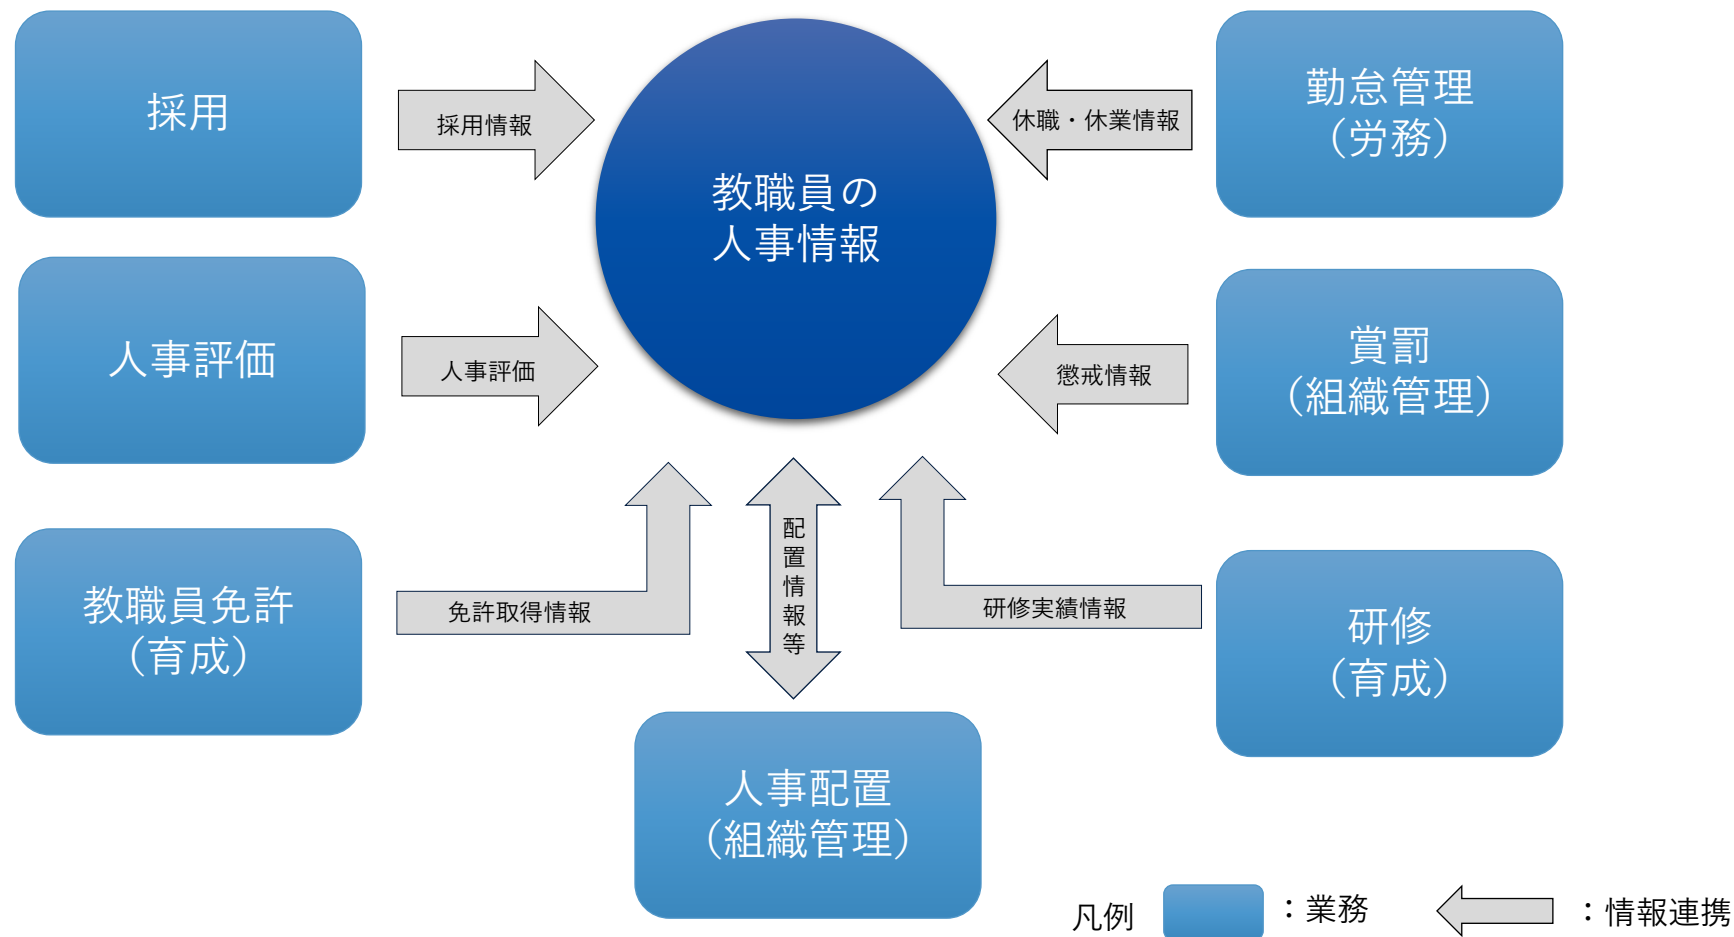 採用
採用情報
教職員の
人事情報
休職・休業情報
勤怠管理
（労務）
人事評価
人事評価
懲戒情報
賞罰
（組織管理）
教職員免許
（育成）
免許取得情報
配置情報等
研修実績情報
研修
（育成）
人事配置
（組織管理）
凡例
：業務
：情報連携